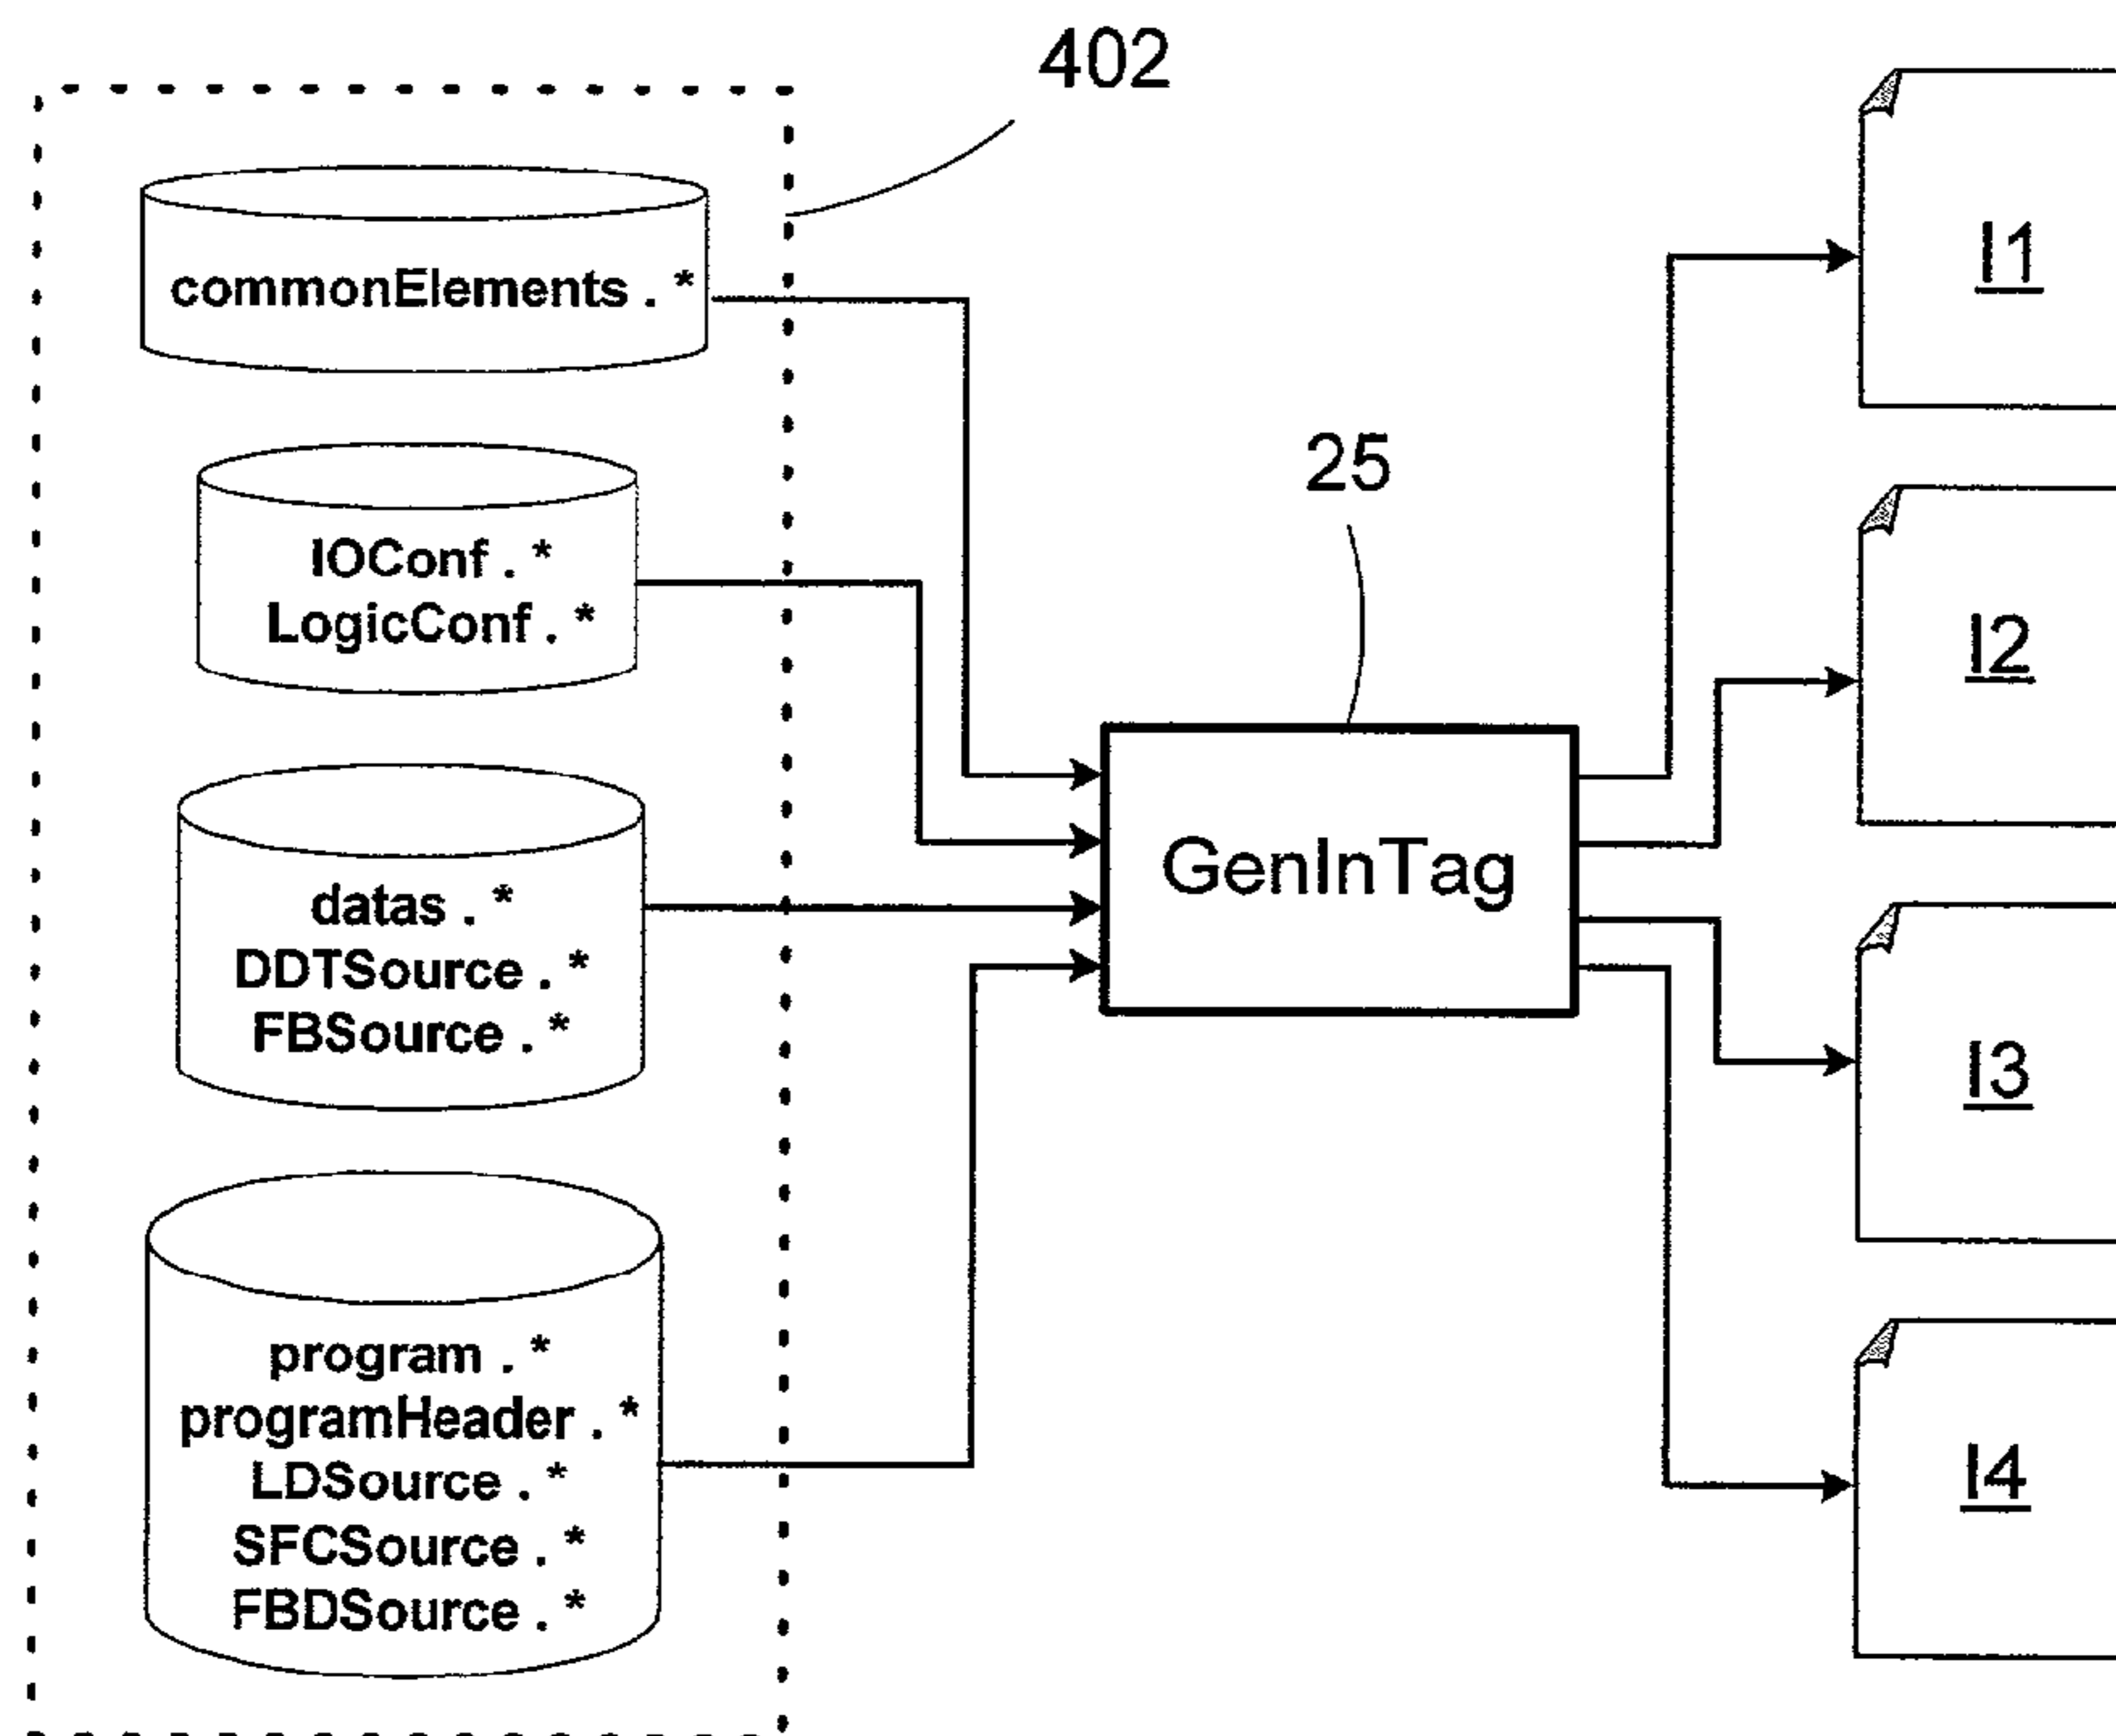 402
commonElements . *
IOConf . *
LogicConf . *
datas . *
DDTSource . *
FBSource . *
program . *
programHeader . *
LDSource . *
SFCSource . *
FBDSource . *
25
GenInTag
I1
I2
I3
I4